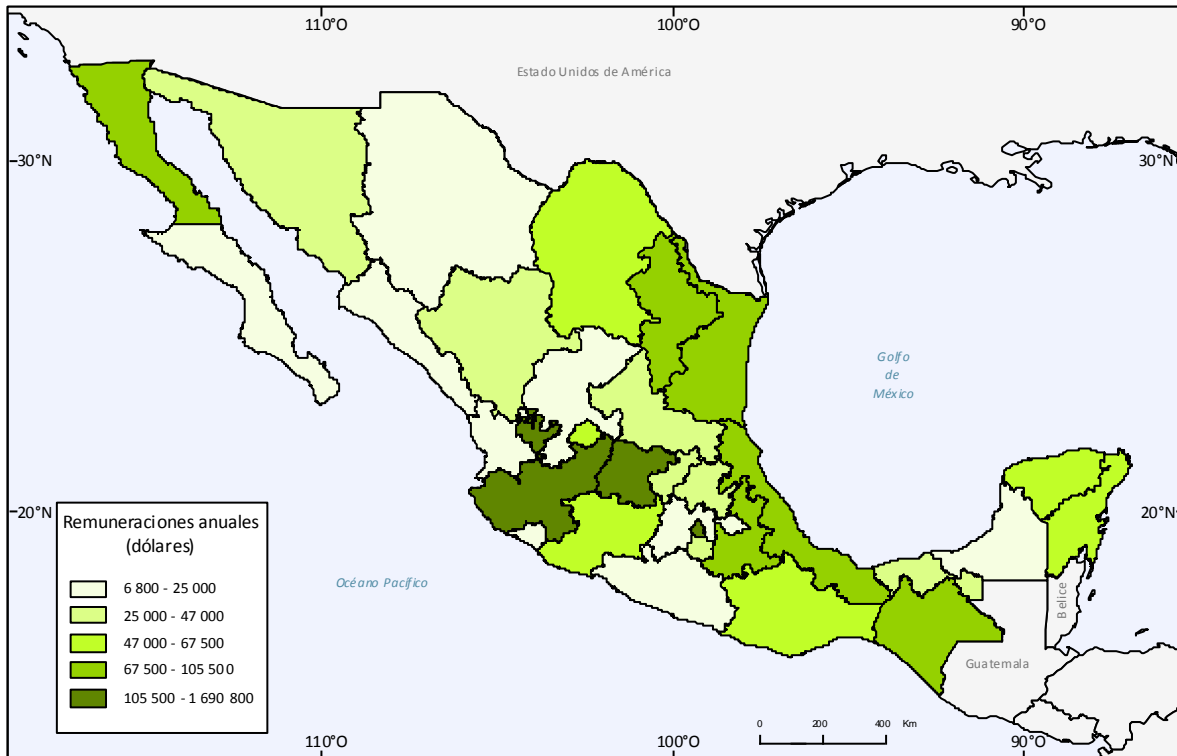 110°O
100°O
90°O
Estado Unidos de América
30°N
30°N
Golfo
de
México
20°N
20°N
Remuneraciones anuales
(dólares)
6 800 - 25 000
25 000 - 47 000
47 000 - 67 500
67 500 - 105 500
105 500 - 1 690 800
Océano Pacífico
Belice
Guatemala
0 200 400 Km
110°O
100°O
90°O